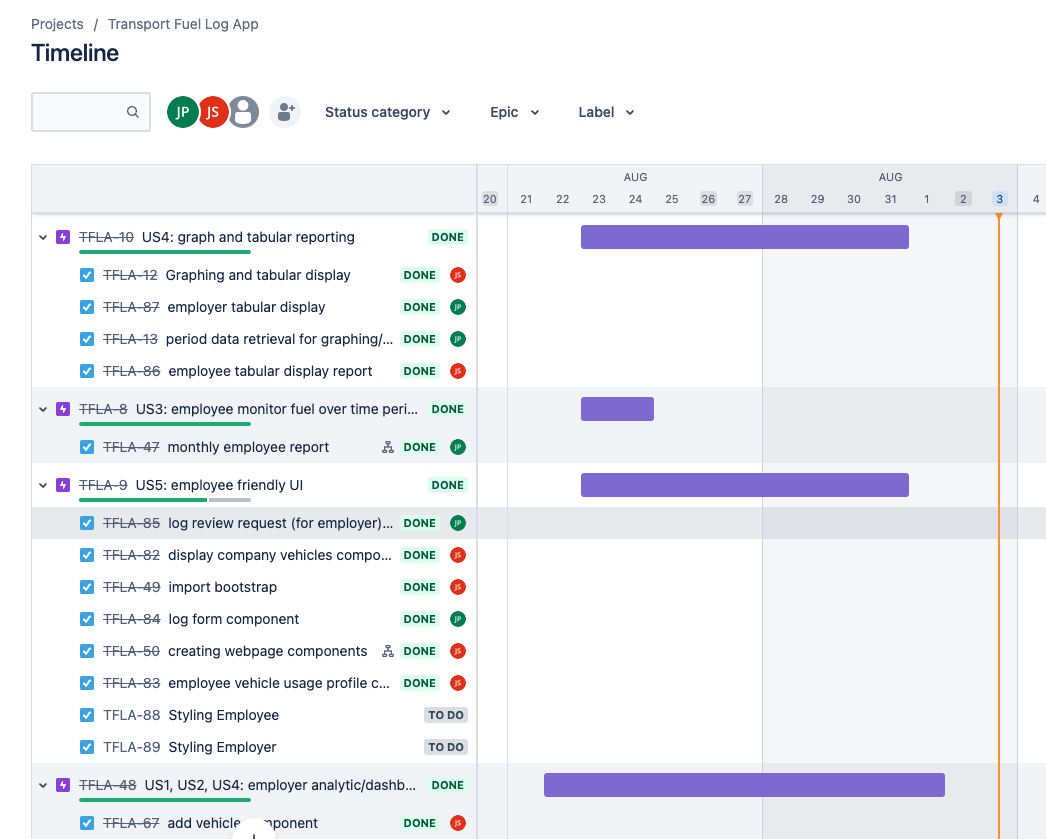 Projects / Transport Fuel Log App
Timeline
JP JS Status category Epic Label
AUG AUG
20 21 22 23 24 25 26 27 28 29 30 31 1 2 3 4
TFLA-10 US4: graph and tabular reporting DONE
TFLA-12 Graphing and tabular display DONE JS
TFLA-87 employer tabular display DONE JP
TFLA-13 period data retrieval for graphing/... DONE JP
TFLA-86 employee tabular display report DONE JS
TFLA-8 US3: employee monitor fuel over time peri... DONE
TFLA-47 monthly employee report DONE JP
TFLA-9 US5: employee friendly UI DONE
TFLA-85 log review request (for employer)... DONE JP
TFLA-82 display company vehicles compo... DONE JS
TFLA-49 import bootstrap DONE JS
TFLA-84 log form component DONE JP
TFLA-50 creating webpage components DONE JS
TFLA-83 employee vehicle usage profile c... DONE JS
TFLA-88 Styling Employee TO DO
TFLA-89 Styling Employer TO DO
TFLA-48 US1, US2, US4: employer analytic/dashb... DONE
TFLA-67 add vehicle DONE JS